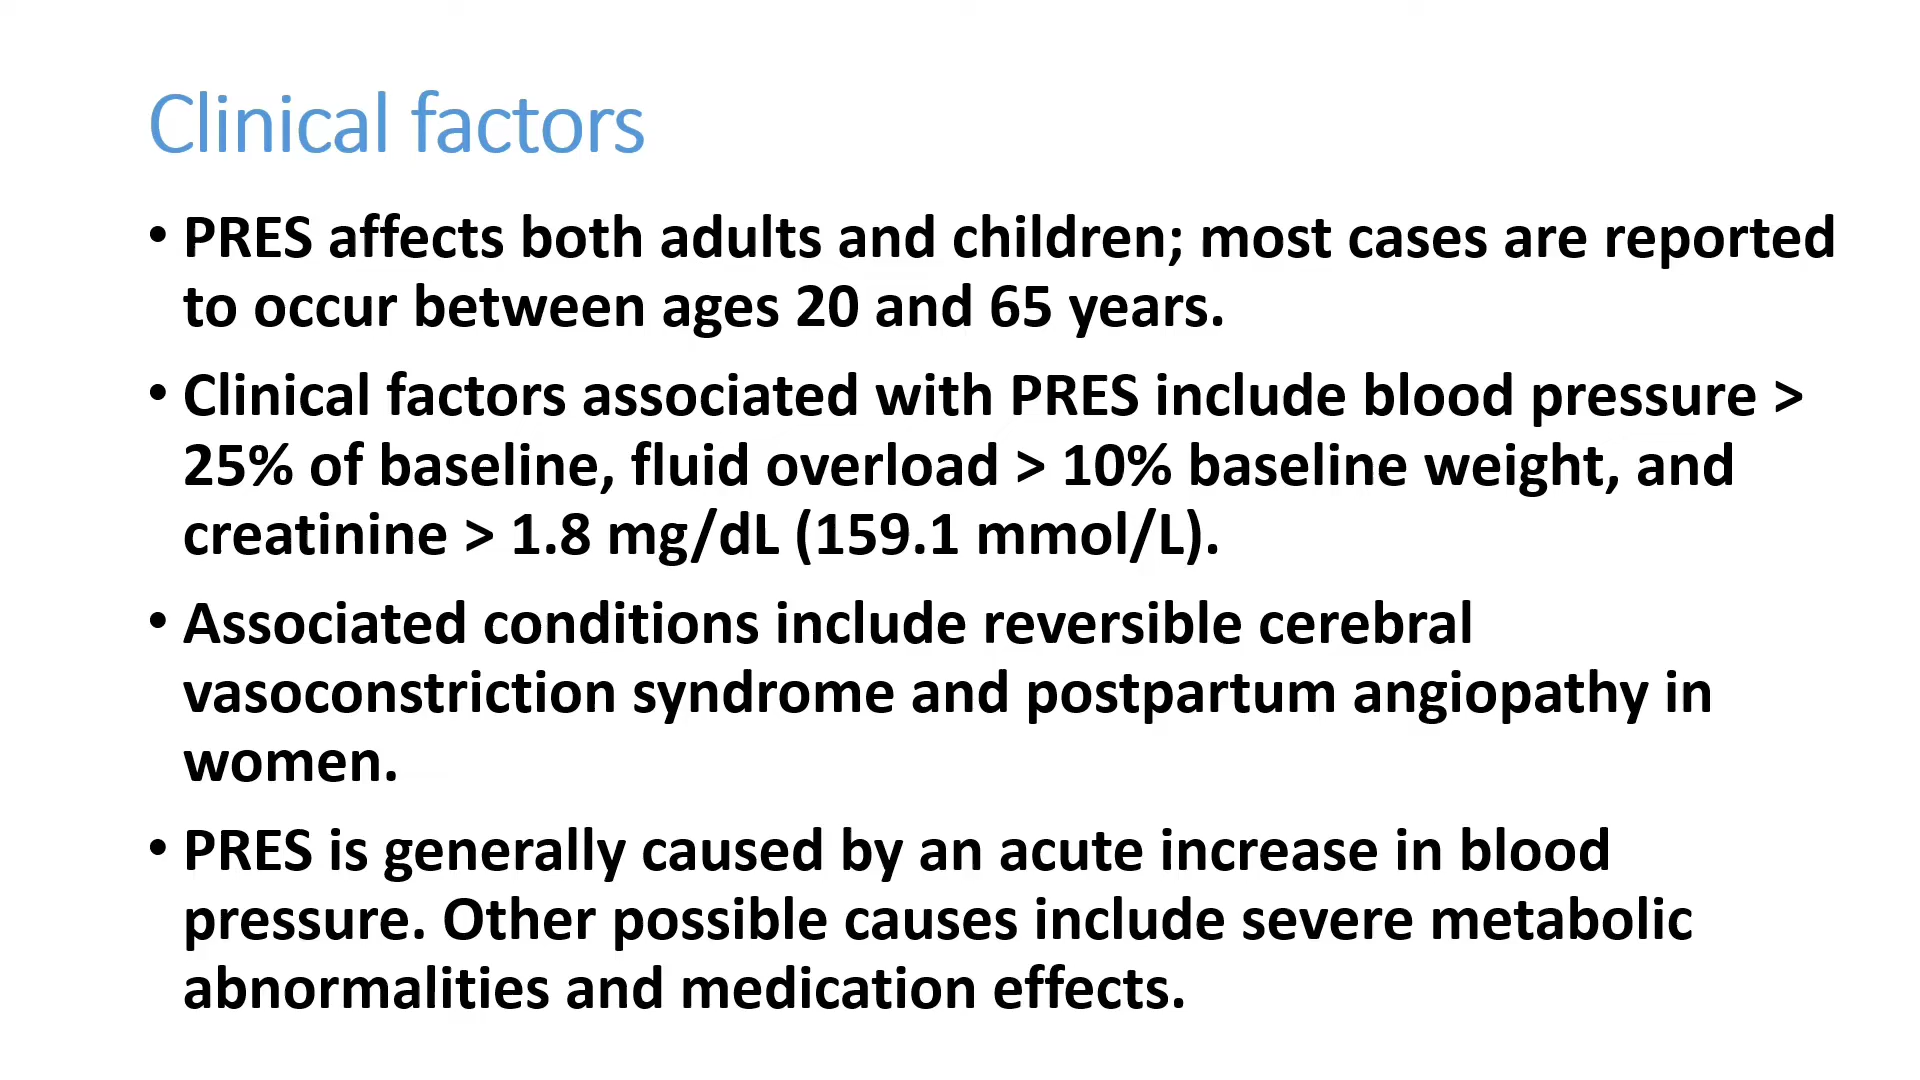 Clinical factors
• PRES affects both adults and children; most cases are reported
to occur between ages 20 and 65 years.
• Clinical factors associated with PRES include blood pressure >
25% of baseline, fluid overload > 10% baseline weight, and
creatinine > 1.8 mg/dL (159.1 mmol/L).
• Associated conditions include reversible cerebral
vasoconstriction syndrome and postpartum angiopathy in
women.
• PRES is generally caused by an acute increase in blood
pressure. Other possible causes include severe metabolic
abnormalities and medication effects.